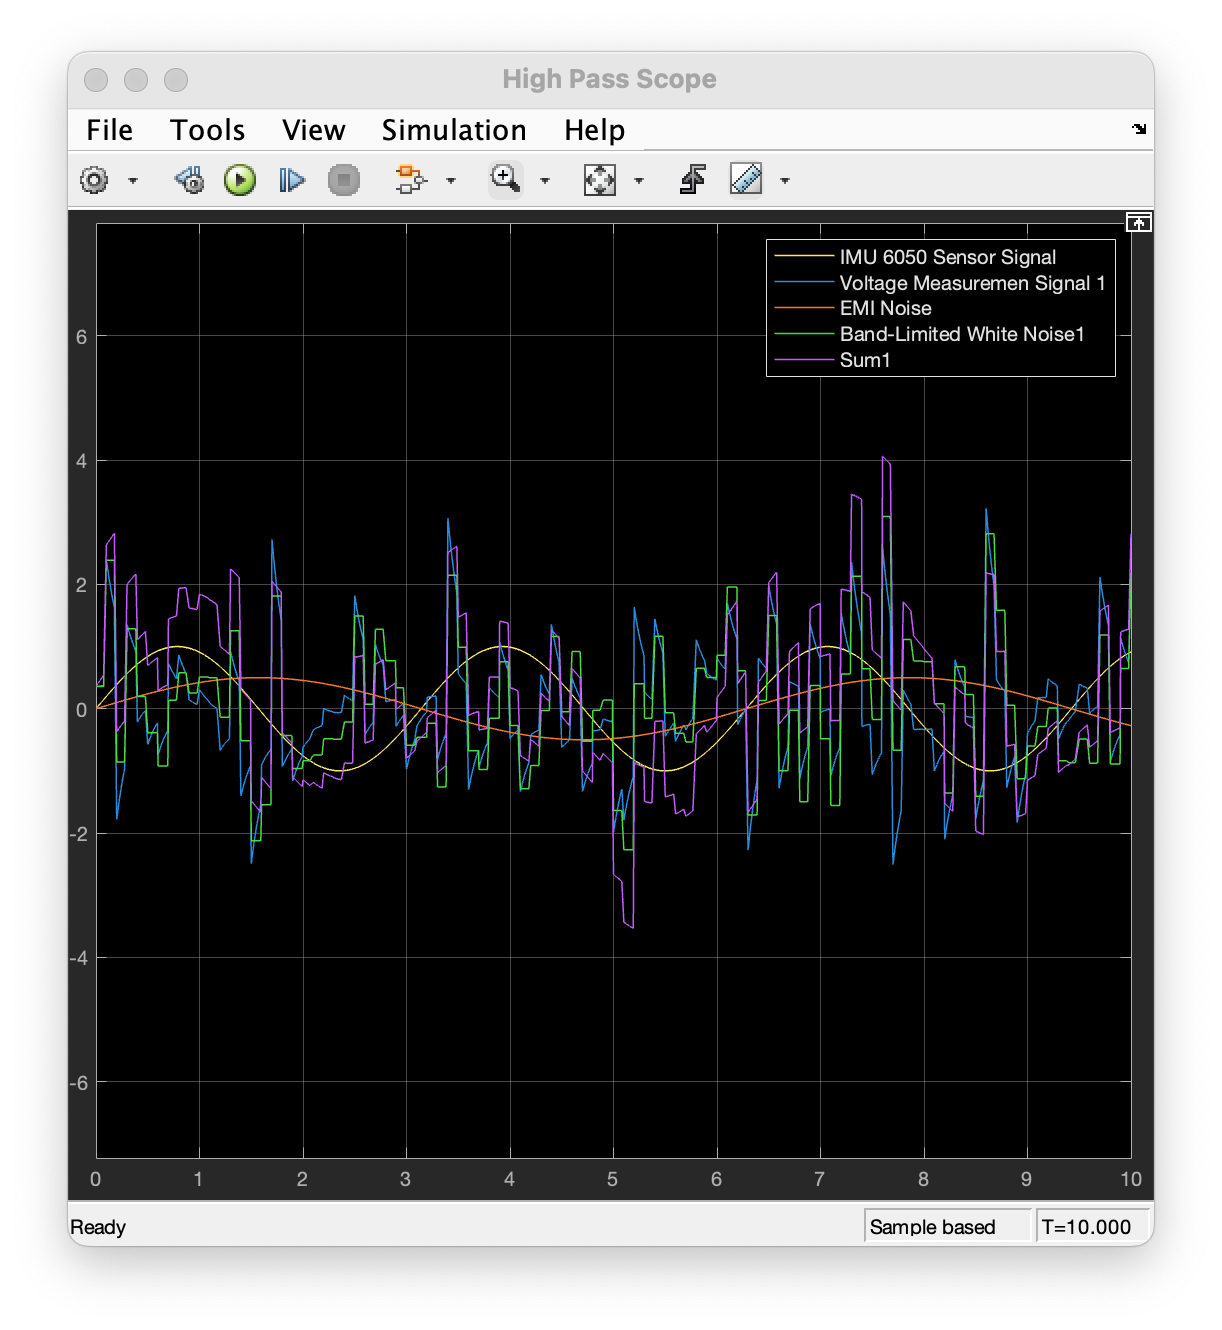 High Pass Scope
File Tools View Simulation Help
IMU 6050 Sensor Signal
Voltage Measuremen Signal 1
EMI Noise
Band-Limited White Noise1
Sum1
6
4
2
0
-2
-4
-6
0 1 2 3 4 5 6 7 8 9 10
Ready Sample based T=10.000